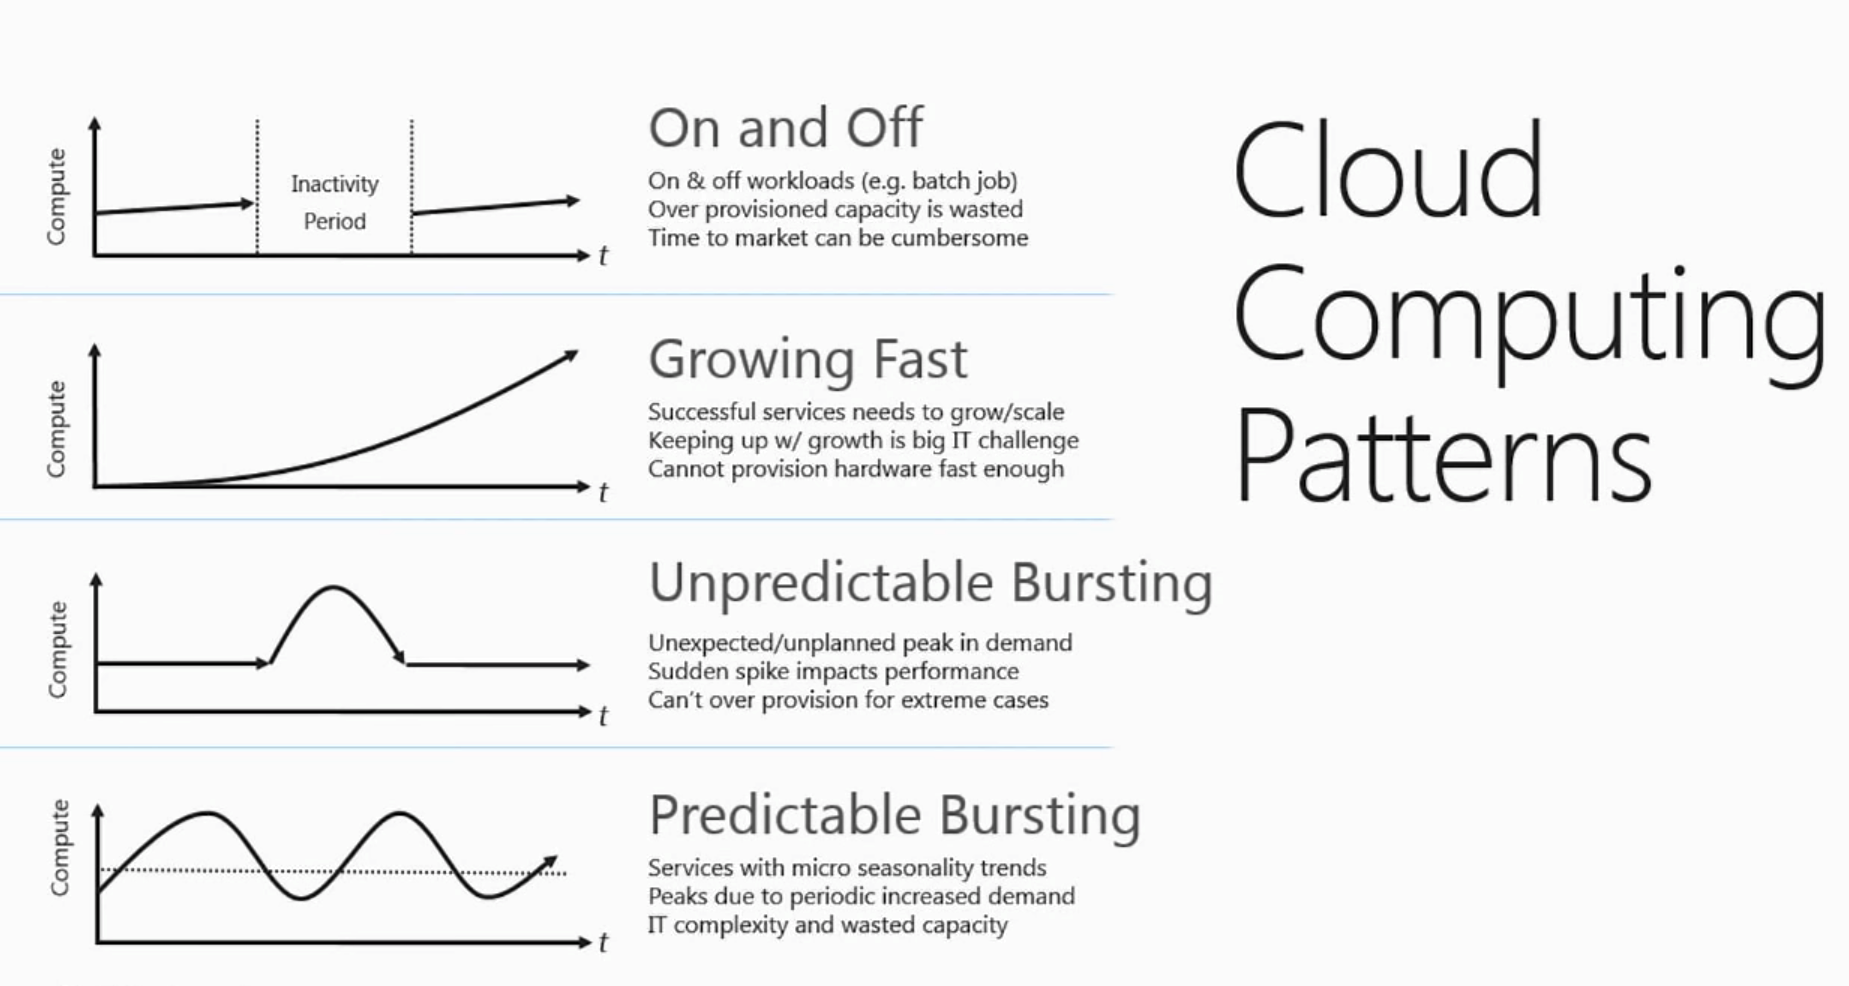 Cloud
Computing
Patterns
On and Off
On & off workloads (e.g. batch job)
Over provisioned capacity is wasted
Time to market can be cumbersome
Compute
Inactivity
Period
t
Growing Fast
Successful services needs to grow/scale
Keeping up w/ growth is big IT challenge
Cannot provision hardware fast enough
Compute
t
Unpredictable Bursting
Unexpected/unplanned peak in demand
Sudden spike impacts performance
Can't over provision for extreme cases
Compute
t
Predictable Bursting
Services with micro seasonality trends
Peaks due to periodic increased demand
IT complexity and wasted capacity
Compute
t